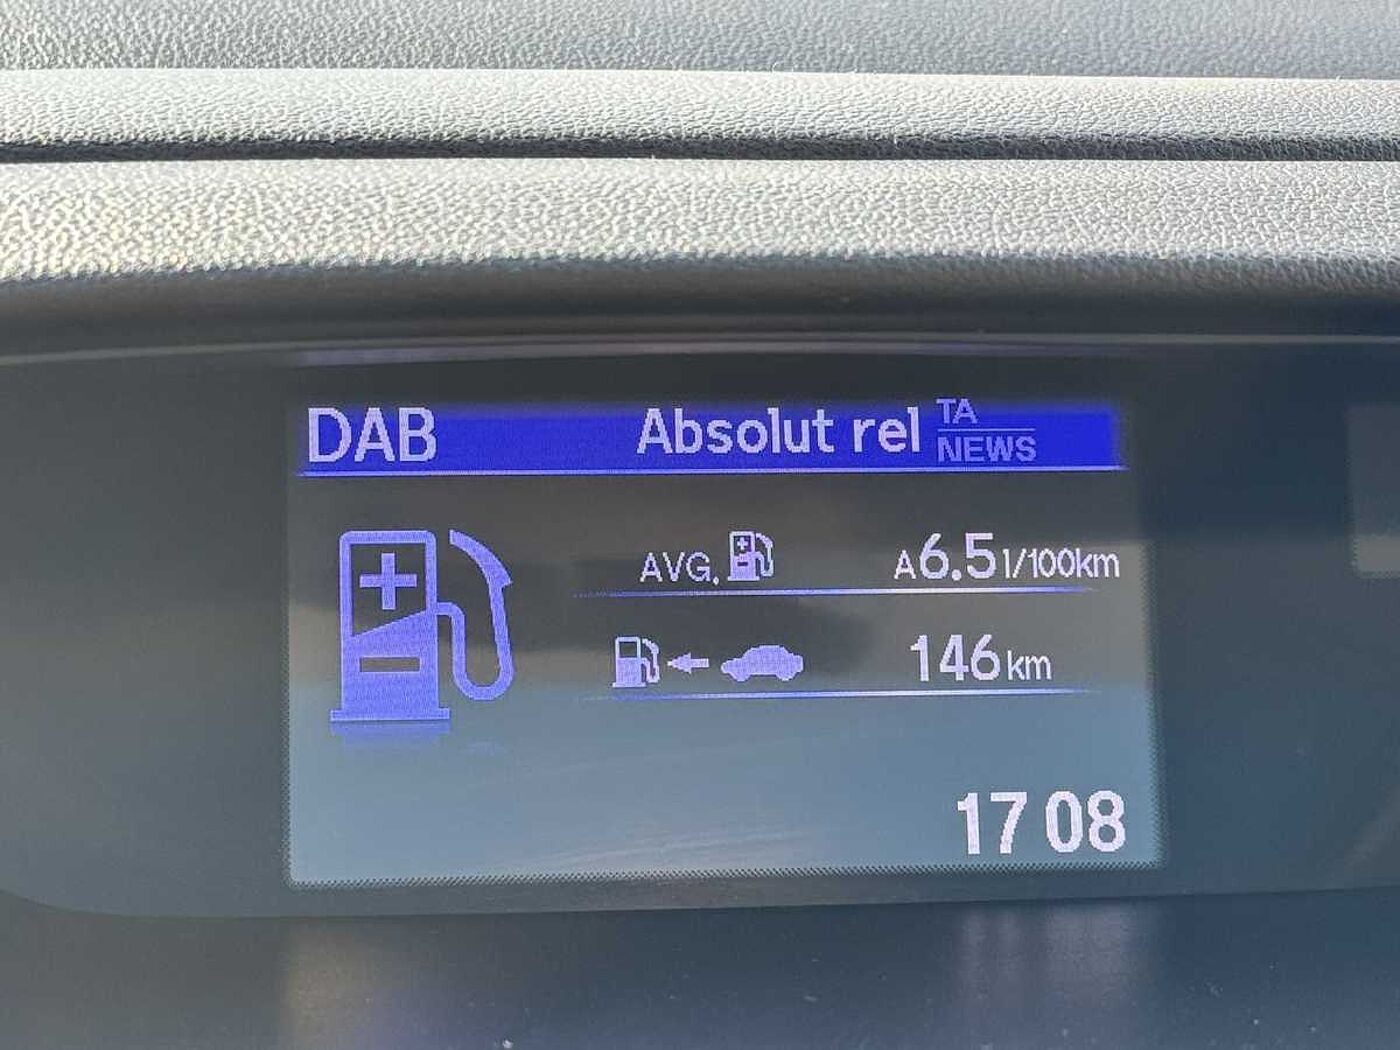 DAB Absolut rel TA
NEWS
AVG. A6.5 l/100km
146 km
17 08